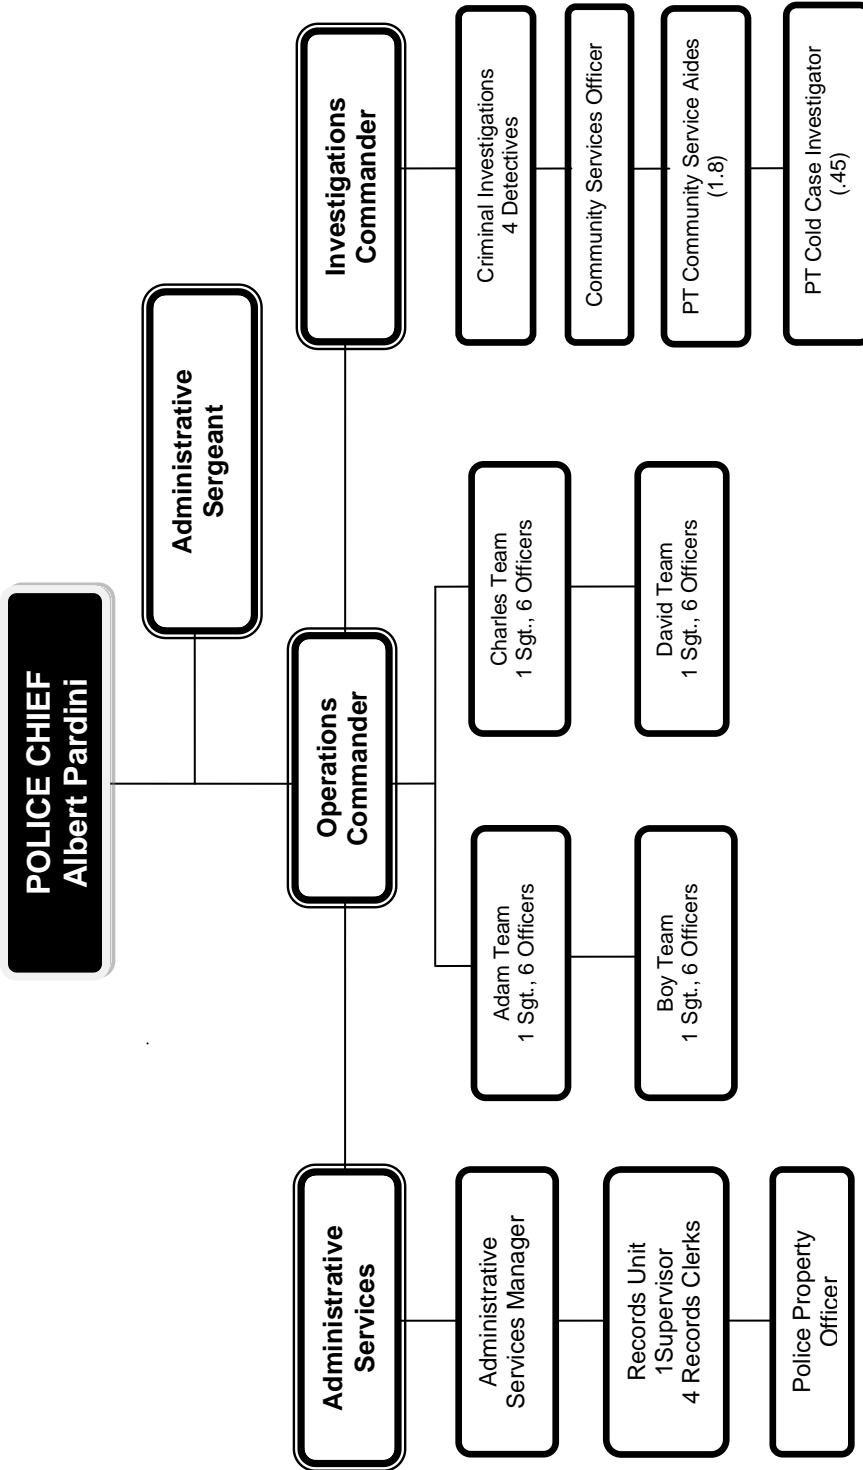 POLICE CHIEF
Albert Pardini
Administrative
Sergeant
Administrative
Services
Operations
Commander
Investigations
Commander
Administrative
Services Manager
Records Unit
1Supervisor
4 Records Clerks
Police Property
Officer
Adam Team
1 Sgt., 6 Officers
Boy Team
1 Sgt., 6 Officers
Charles Team
1 Sgt., 6 Officers
David Team
1 Sgt., 6 Officers
Criminal Investigations
4 Detectives
Community Services Officer
PT Community Service Aides
(1.8)
PT Cold Case Investigator
(.45)